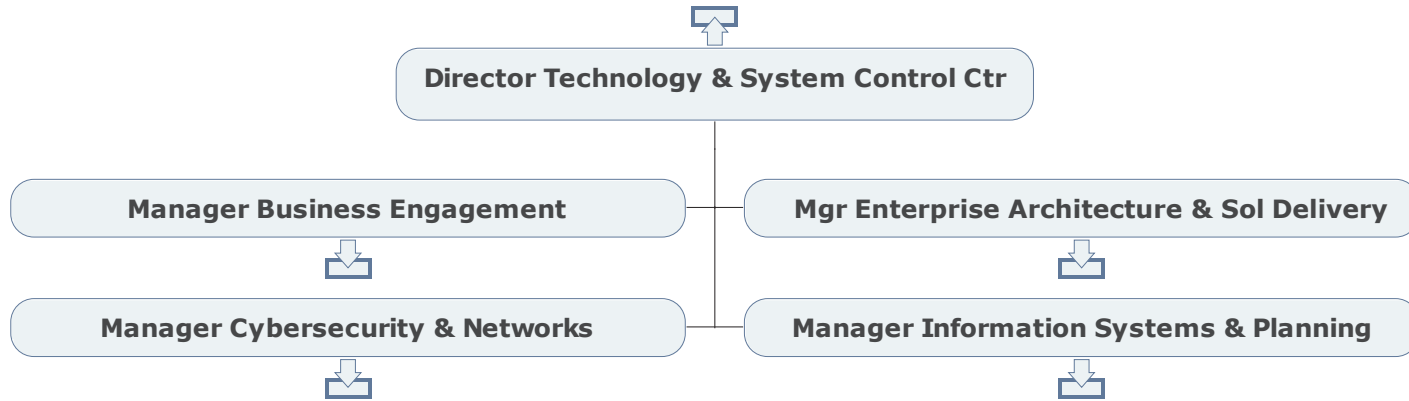 Director Technology & System Control Ctr
Manager Business Engagement
Mgr Enterprise Architecture & Sol Delivery
Manager Cybersecurity & Networks
Manager Information Systems & Planning